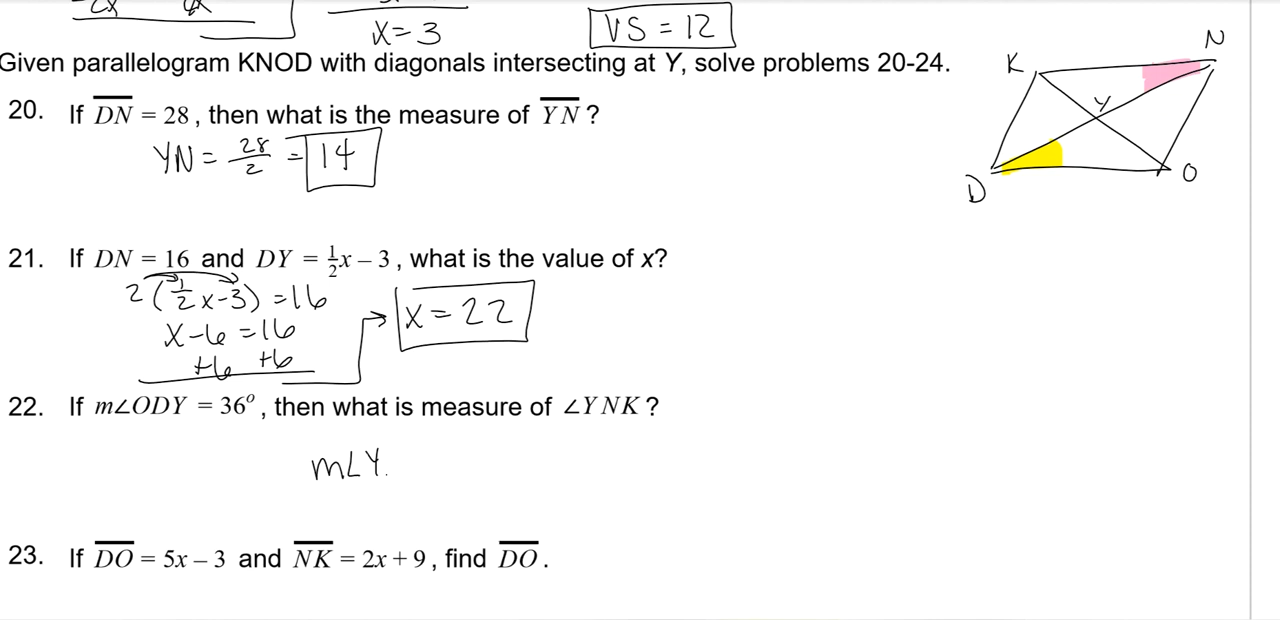 2x
x = 3
VS = 12
Given parallelogram KNOD with diagonals intersecting at Y, solve problems 20-24.
K
N
Y
D
O
20. If DN = 28, then what is the measure of YN?
YN = 28/2 = 14
21. If DN = 16 and DY = 1/2x – 3, what is the value of x?
2(1/2x-3) = 16
x-6 = 16
+6 +6
x = 22
22. If m∠ODY = 36°, then what is measure of ∠YNK?
m∠Y
23. If DO = 5x – 3 and NK = 2x + 9, find DO.